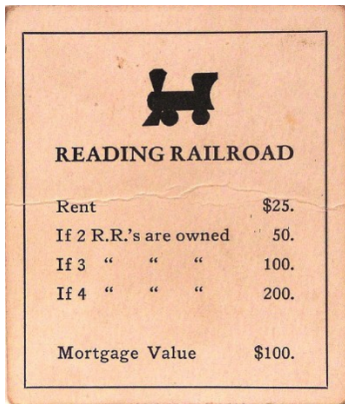 READING RAILROAD
Rent $25.
If 2 R.R.'s are owned 50.
If 3 “ “ “ 100.
If 4 “ “ “ 200.
Mortgage Value $100.